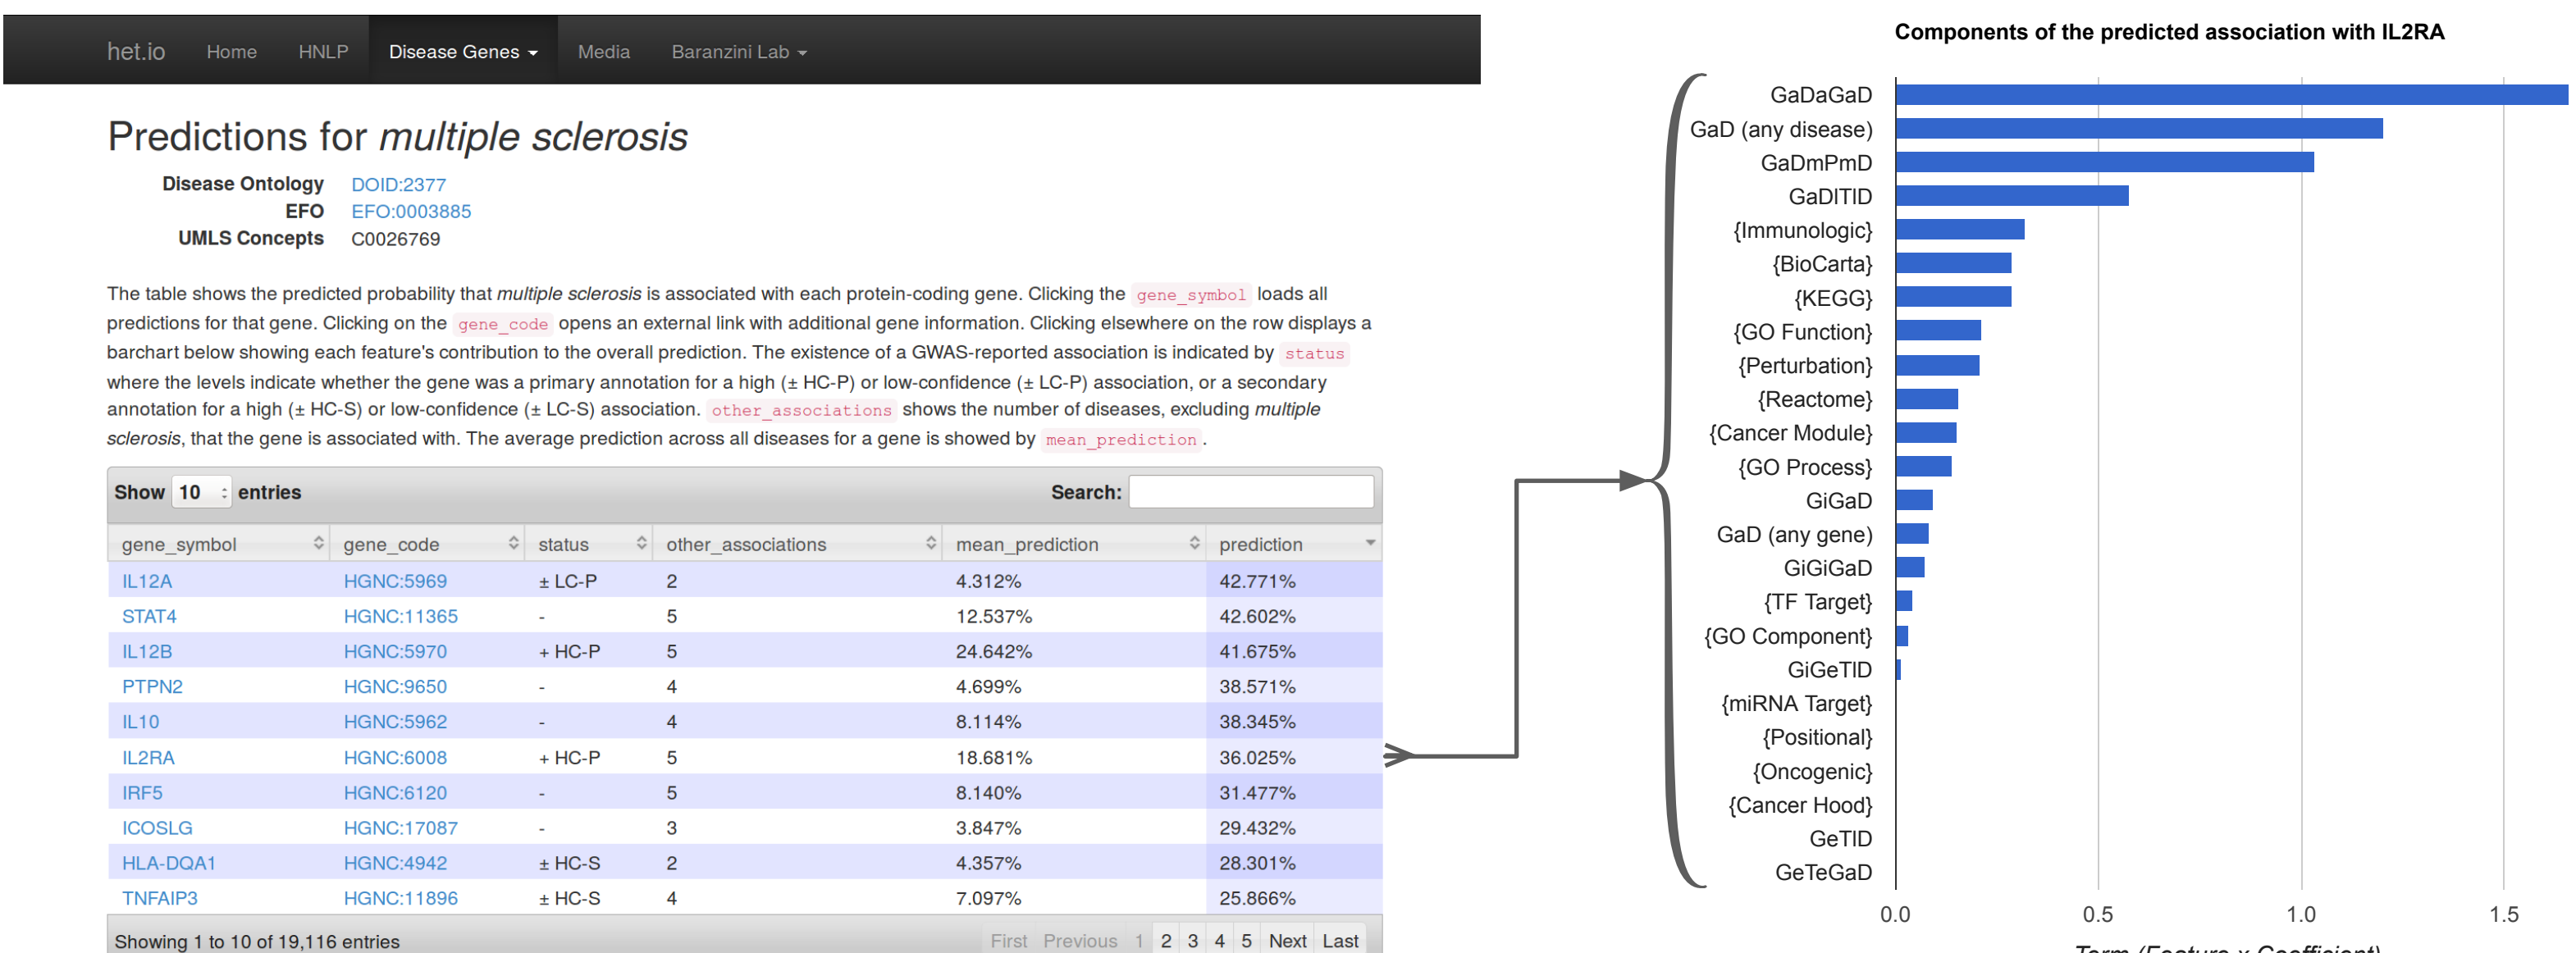 het.io Home HNLP Disease Genes Media Baranzini Lab
Predictions for multiple sclerosis
Disease Ontology DOID:2377
EFO EFO:0003885
UMLS Concepts C0026769
The table shows the predicted probability that multiple sclerosis is associated with each protein-coding gene. Clicking the gene_symbol loads all
predictions for that gene. Clicking on the gene_code opens an external link with additional gene information. Clicking elsewhere on the row displays a
barchart below showing each feature's contribution to the overall prediction. The existence of a GWAS-reported association is indicated by status
where the levels indicate whether the gene was a primary annotation for a high (± HC-P) or low-confidence (± LC-P) association, or a secondary
annotation for a high (± HC-S) or low-confidence (± LC-S) association. other_associations shows the number of diseases, excluding multiple
sclerosis, that the gene is associated with. The average prediction across all diseases for a gene is showed by mean_prediction.
Show 10 entries Search:
gene_symbol gene_code status other_associations mean_prediction prediction
IL12A HGNC:5969 ± LC-P 2 4.312% 42.771%
STAT4 HGNC:11365 - 5 12.537% 42.602%
IL12B HGNC:5970 + HC-P 5 24.642% 41.675%
PTPN2 HGNC:9650 - 4 4.699% 38.571%
IL10 HGNC:5962 - 4 8.114% 38.345%
IL2RA HGNC:6008 + HC-P 5 18.681% 36.025%
IRF5 HGNC:6120 - 5 8.140% 31.477%
ICOSLG HGNC:17087 - 3 3.847% 29.432%
HLA-DQA1 HGNC:4942 ± HC-S 2 4.357% 28.301%
TNFAIP3 HGNC:11896 ± HC-S 4 7.097% 25.866%
Showing 1 to 10 of 19,116 entries First Previous 1 2 3 4 5 Next Last
Components of the predicted association with IL2RA
GaDaGaD
GaD (any disease)
GaDmPmD
GaDlTlD
{Immunologic}
{BioCarta}
{KEGG}
{GO Function}
{Perturbation}
{Reactome}
{Cancer Module}
{GO Process}
GiGaD
GaD (any gene)
GiGiGaD
{TF Target}
{GO Component}
GiGeTlD
{miRNA Target}
{Positional}
{Oncogenic}
{Cancer Hood}
GeTlD
GeTeGaD
0.0 0.5 1.0 1.5
Term (Feature x Coefficient)